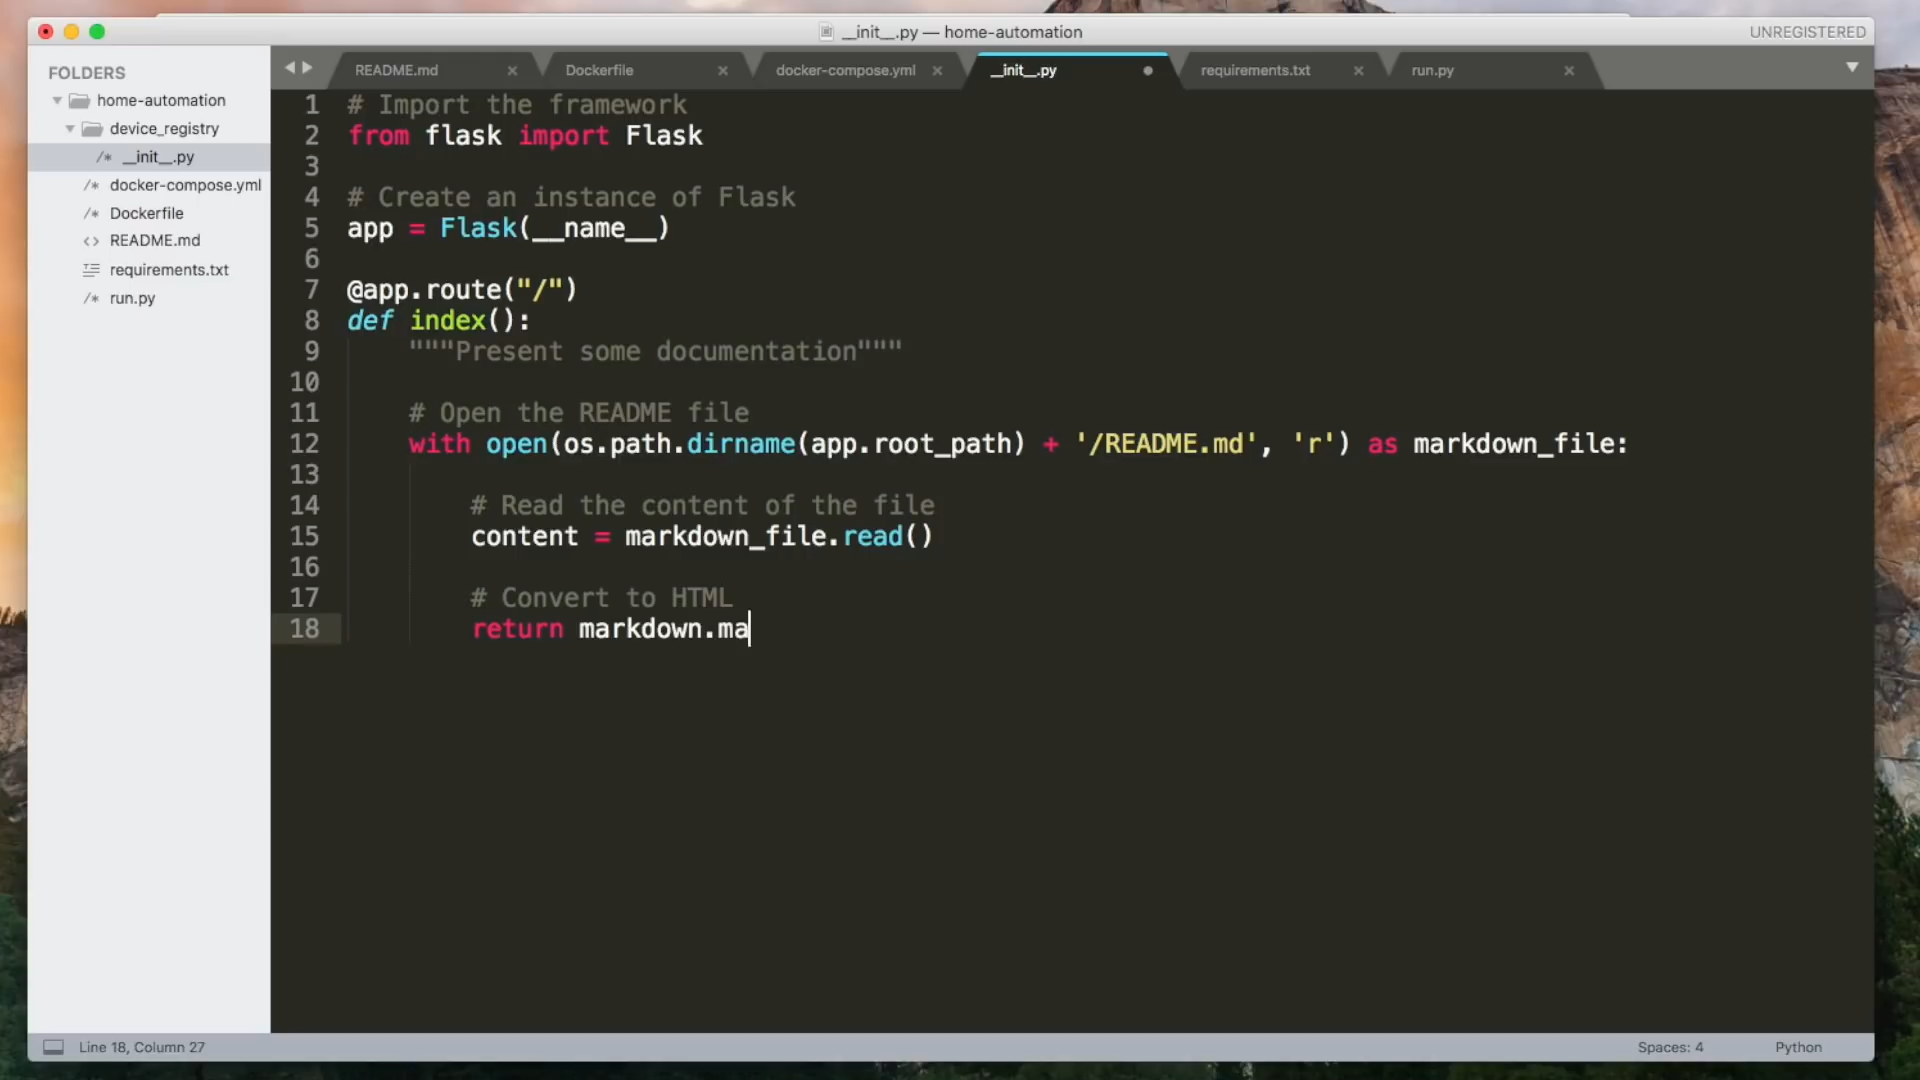 __init__.py — home-automation
UNREGISTERED
FOLDERS
home-automation
device_registry
/* __init__.py
/* docker-compose.yml
/* Dockerfile
<> README.md
requirements.txt
/* run.py
README.md × Dockerfile × docker-compose.yml × __init__.py requirements.txt × run.py ×
1 # Import the framework
2 from flask import Flask
3
4 # Create an instance of Flask
5 app = Flask(__name__)
6
7 @app.route("/")
8 def index():
9     """Present some documentation"""
10
11     # Open the README file
12     with open(os.path.dirname(app.root_path) + '/README.md', 'r') as markdown_file:
13
14         # Read the content of the file
15         content = markdown_file.read()
16
17         # Convert to HTML
18         return markdown.ma
Line 18, Column 27
Spaces: 4
Python